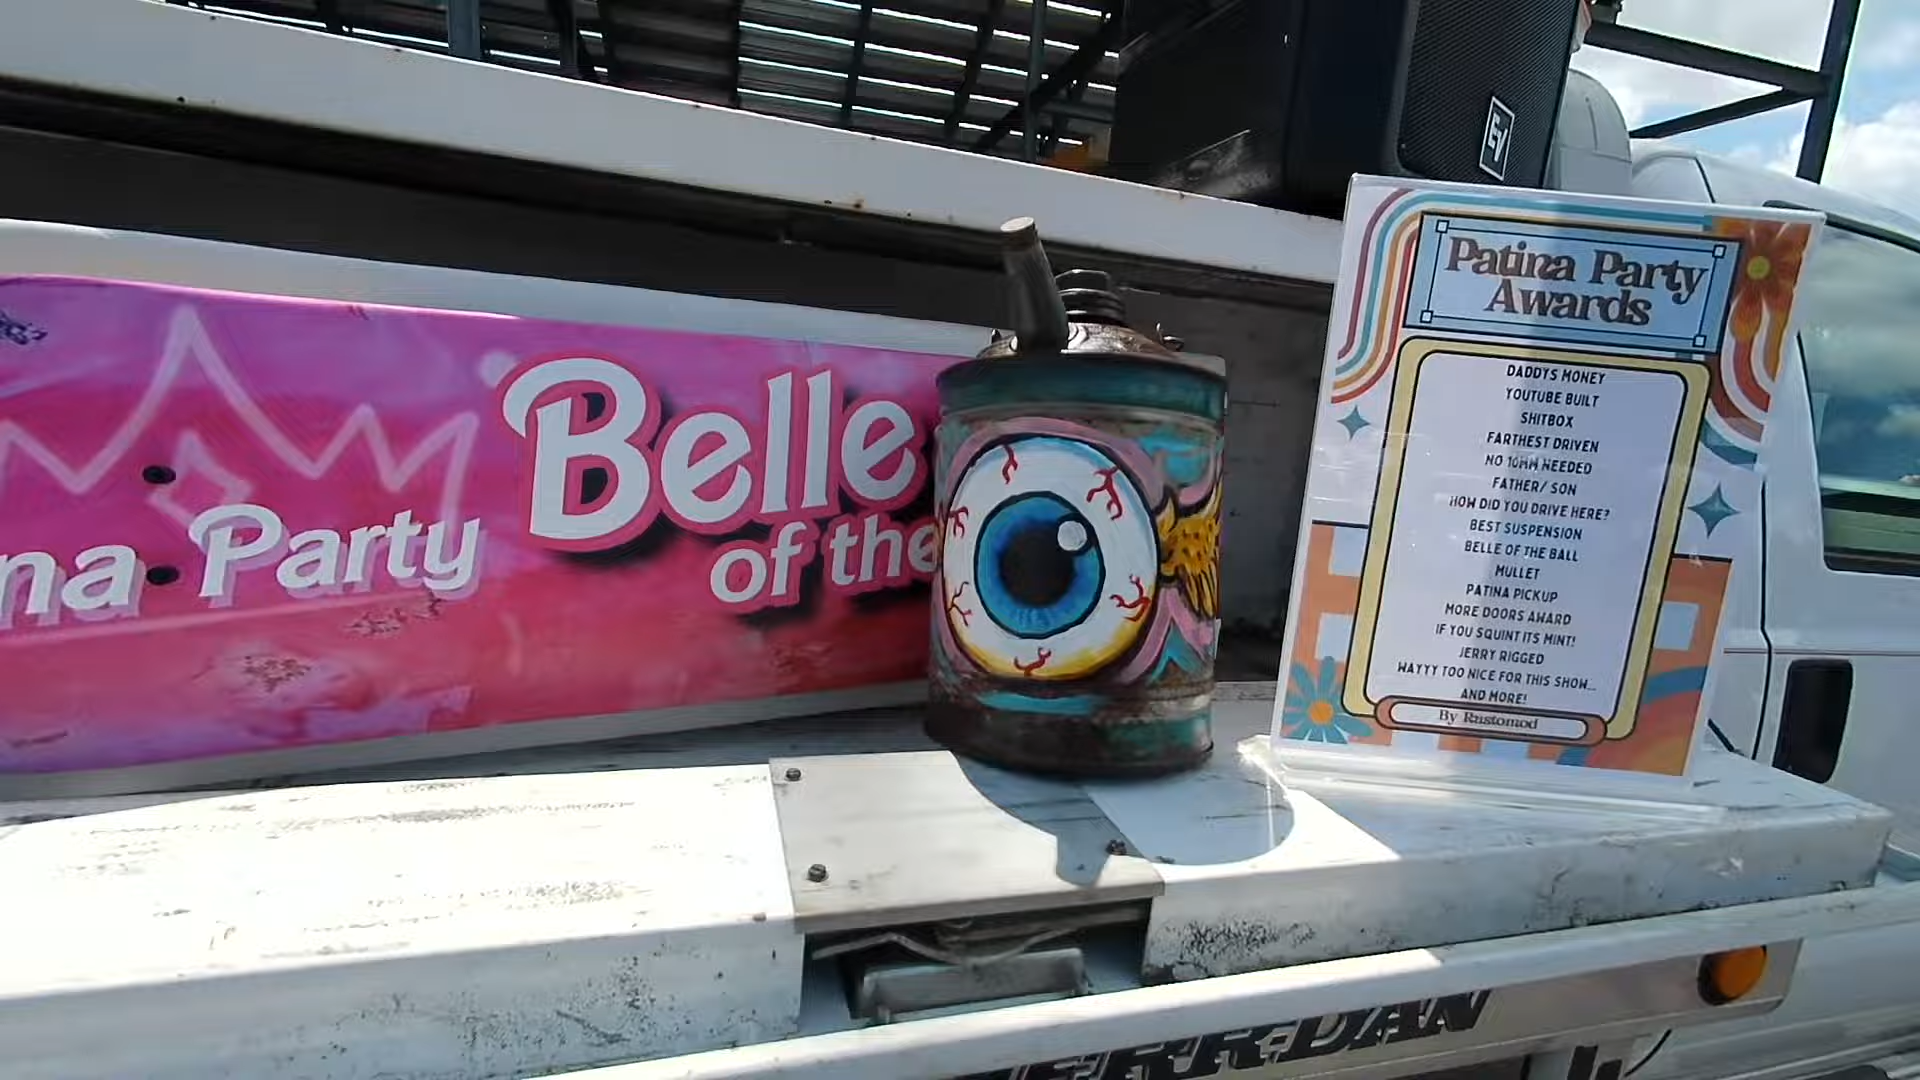 na Party
Belle
of the
EV
Patina Party
Awards
DADDYS MONEY
YOUTUBE BUILT
SHITBOX
FARTHEST DRIVEN
NO 10MM NEEDED
FATHER/ SON
HOW DID YOU DRIVE HERE?
BEST SUSPENSION
BELLE OF THE BALL
MULLET
PATINA PICKUP
MORE DOORS AWARD
IF YOU SQUINT ITS MINT!
JERRY RIGGED
WAYYY TOO NICE FOR THIS SHOW...
AND MORE!
By Rustomod
ERR-DAN